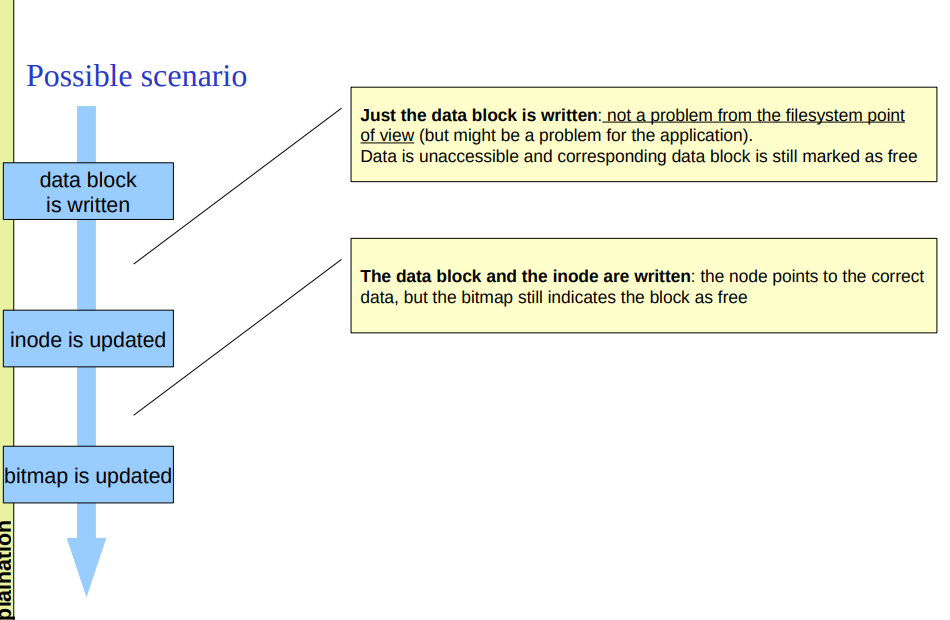 Possible scenario
Just the data block is written: not a problem from the filesystem point
of view (but might be a problem for the application).
Data is unaccessible and corresponding data block is still marked as free
data block
is written
The data block and the inode are written: the node points to the correct
data, but the bitmap still indicates the block as free
inode is updated
bitmap is updated
plaination